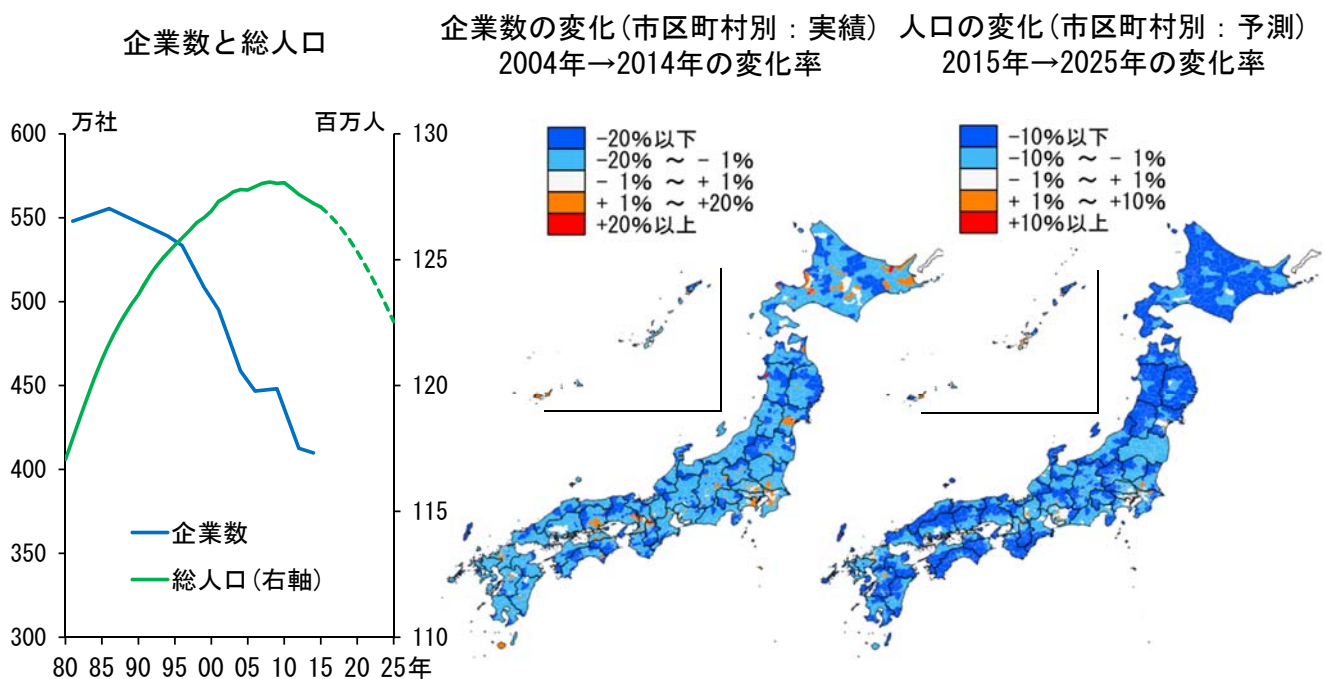 企業数と総人口
万社
百万人
600
550
500
450
400
350
300
130
125
120
115
110
企業数
総人口(右軸)
80 85 90 95 00 05 10 15 20 25年
企業数の変化(市区町村別：実績)
2004年→2014年の変化率
-20%以下
-20% ～ - 1%
- 1% ～ + 1%
+ 1% ～ +20%
+20%以上
人口の変化(市区町村別：予測)
2015年→2025年の変化率
-10%以下
-10% ～ - 1%
- 1% ～ + 1%
+ 1% ～ +10%
+10%以上